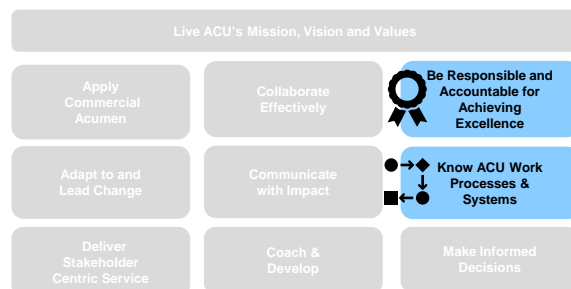 Live ACU's Mission, Vision and Values
Apply
Commercial
Acumen
Collaborate
Effectively
Be Responsible and
Accountable for
Achieving
Excellence
Adapt to and
Lead Change
Communicate
with Impact
Know ACU Work
Processes &
Systems
Deliver
Stakeholder
Centric Service
Coach &
Develop
Make Informed
Decisions